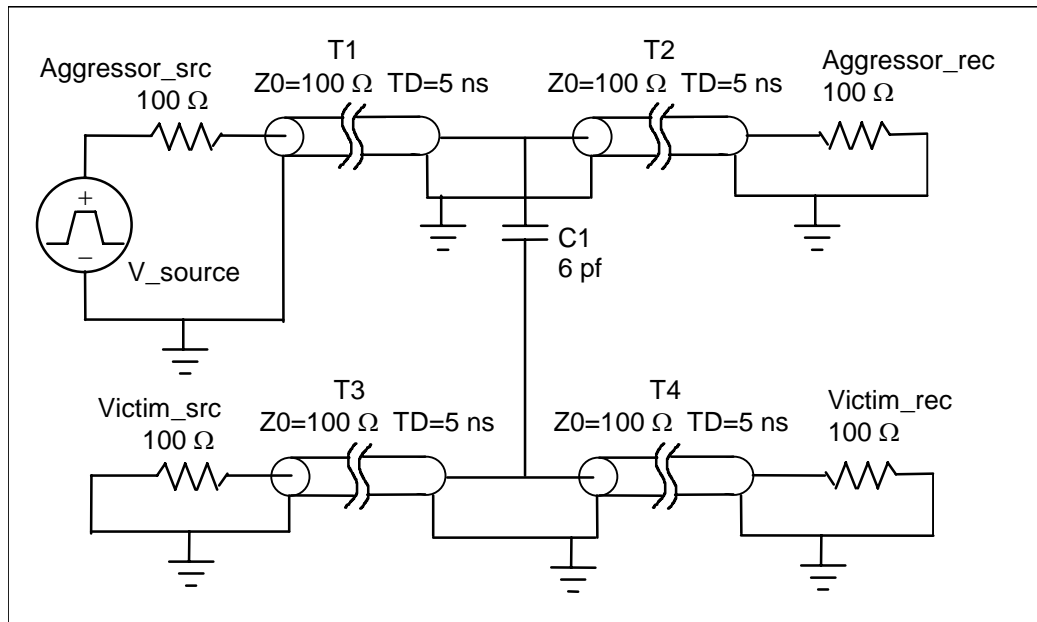 T1
Z0=100 Ω  TD=5 ns
T2
Z0=100 Ω  TD=5 ns
Aggressor_src
100 Ω
Aggressor_rec
100 Ω
+
−
V_source
C1
6 pf
T3
Z0=100 Ω  TD=5 ns
T4
Z0=100 Ω  TD=5 ns
Victim_src
100 Ω
Victim_rec
100 Ω